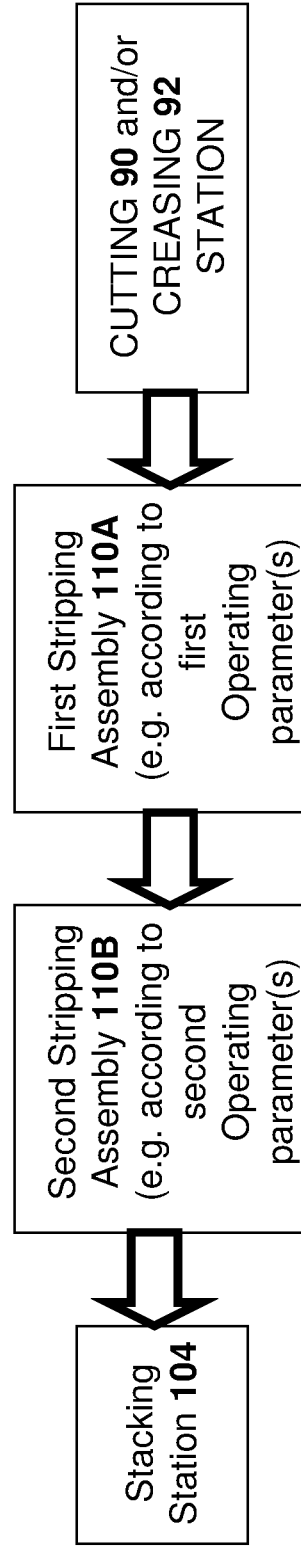 Stacking
Station 104
Second Stripping
Assembly 110B
(e.g. according to
second
Operating
parameter(s)
First Stripping
Assembly 110A
(e.g. according to
first
Operating
parameter(s)
CUTTING 90 and/or
CREASING 92
STATION